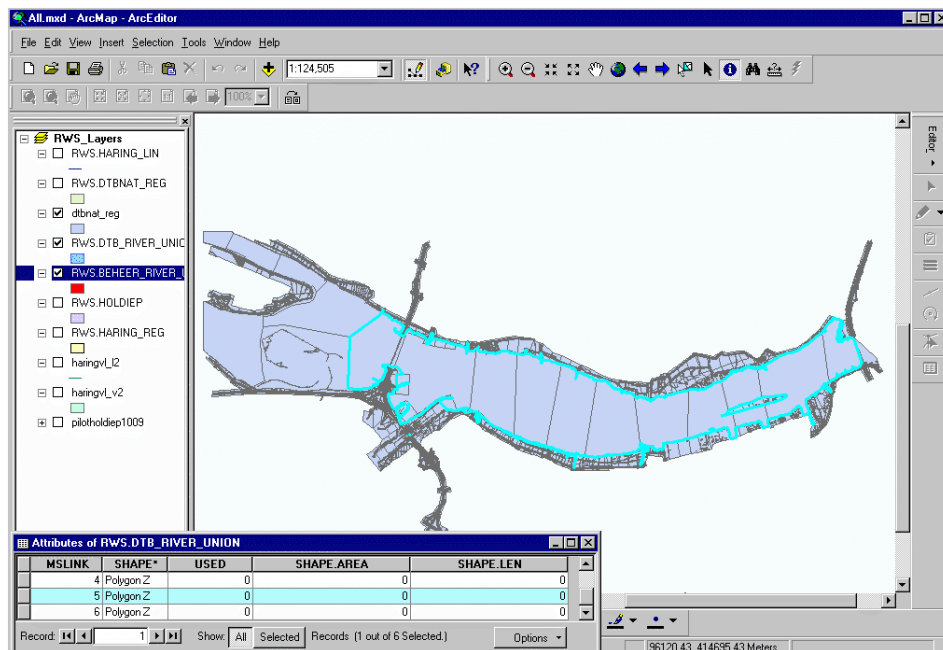 All.mxd - ArcMap - ArcEditor
File Edit View Insert Selection Tools Window Help
1:124,505
100%
RWS_Layers
RWS.HARING_LIN
RWS.DTBNAT_REG
dtbnat_reg
RWS.DTB_RIVER_UNIC
RWS.BEHEER_RIVER_
RWS.HOLDIEP
RWS.HARING_REG
haringvl_l2
haringvl_v2
pilotholdiep1009
Editor
Attributes of RWS.DTB_RIVER_UNION
MSLINK SHAPE* USED SHAPE.AREA SHAPE.LEN
4 Polygon Z 0 0 0
5 Polygon Z 0 0 0
6 Polygon Z 0 0 0
Record: 1 Show: All Selected Records (1 out of 6 Selected.) Options
96120.43 414695.43 Meters